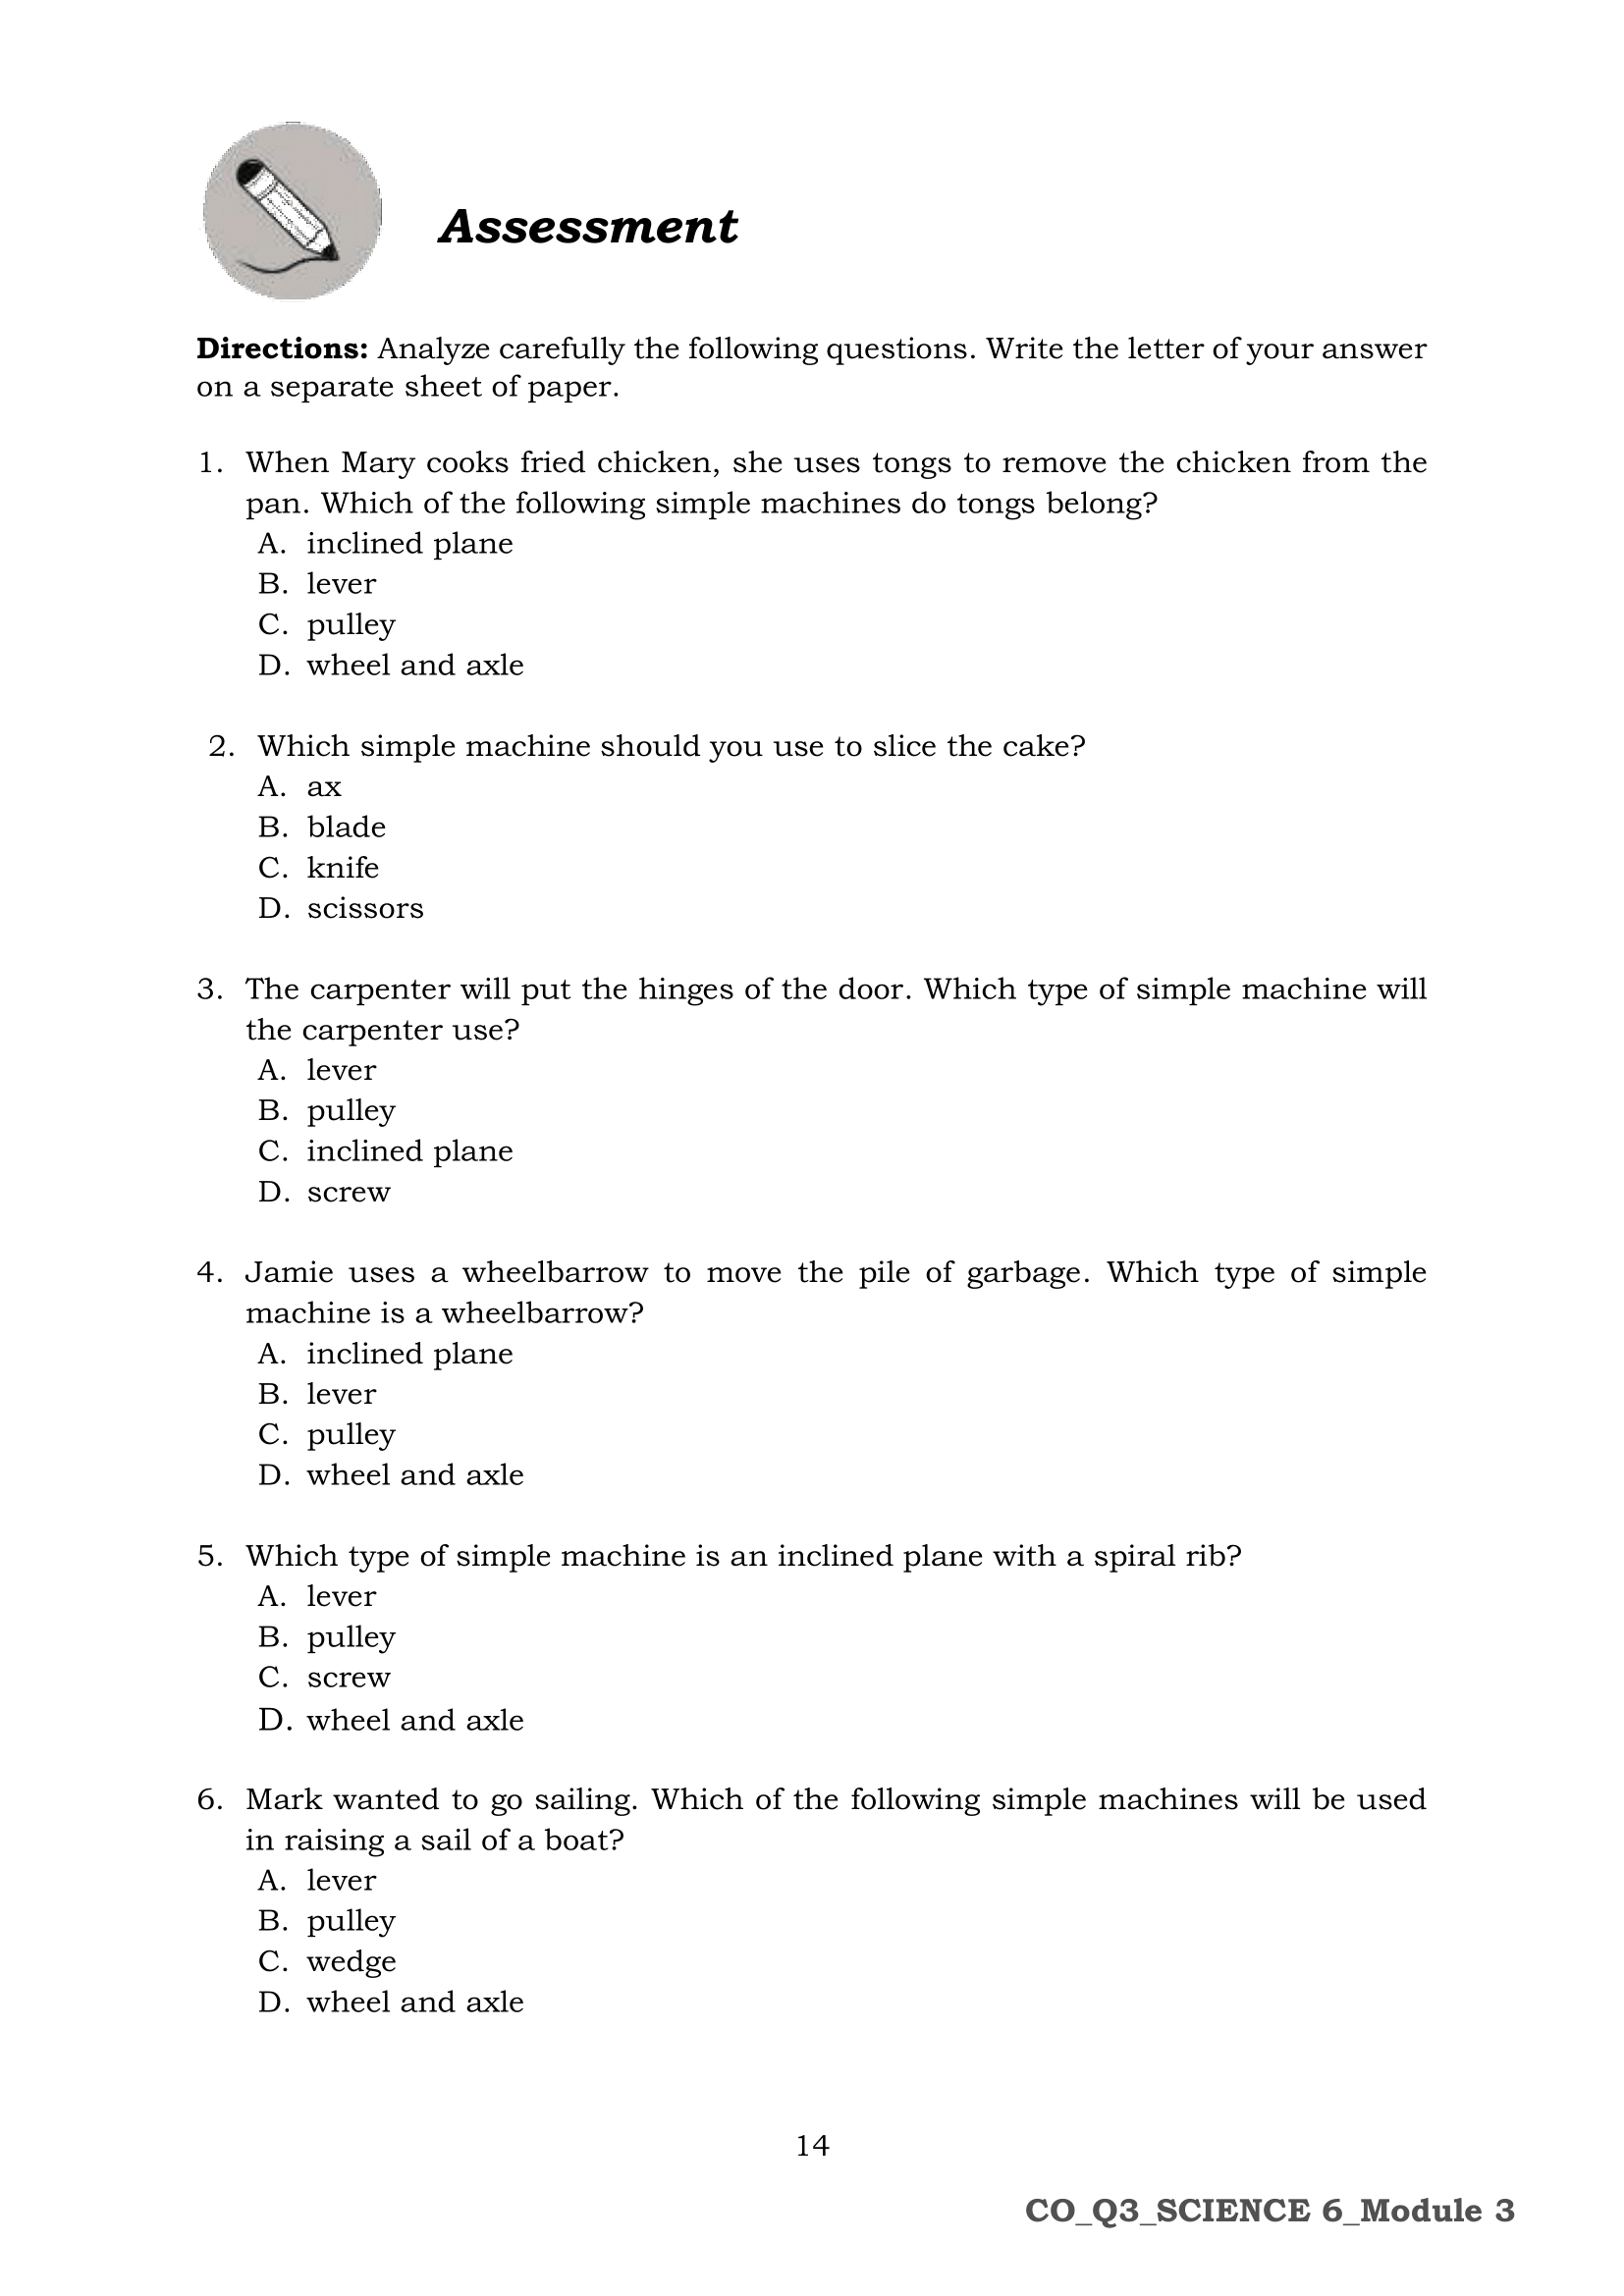 Assessment
Directions: Analyze carefully the following questions. Write the letter of your answer
on a separate sheet of paper.
1. When Mary cooks fried chicken, she uses tongs to remove the chicken from the
pan. Which of the following simple machines do tongs belong?
A. inclined plane
B. lever
C. pulley
D. wheel and axle
2. Which simple machine should you use to slice the cake?
A. ax
B. blade
C. knife
D. scissors
3. The carpenter will put the hinges of the door. Which type of simple machine will
the carpenter use?
A. lever
B. pulley
C. inclined plane
D. screw
4. Jamie uses a wheelbarrow to move the pile of garbage. Which type of simple
machine is a wheelbarrow?
A. inclined plane
B. lever
C. pulley
D. wheel and axle
5. Which type of simple machine is an inclined plane with a spiral rib?
A. lever
B. pulley
C. screw
D. wheel and axle
6. Mark wanted to go sailing. Which of the following simple machines will be used
in raising a sail of a boat?
A. lever
B. pulley
C. wedge
D. wheel and axle
14
CO_Q3_SCIENCE 6_Module 3